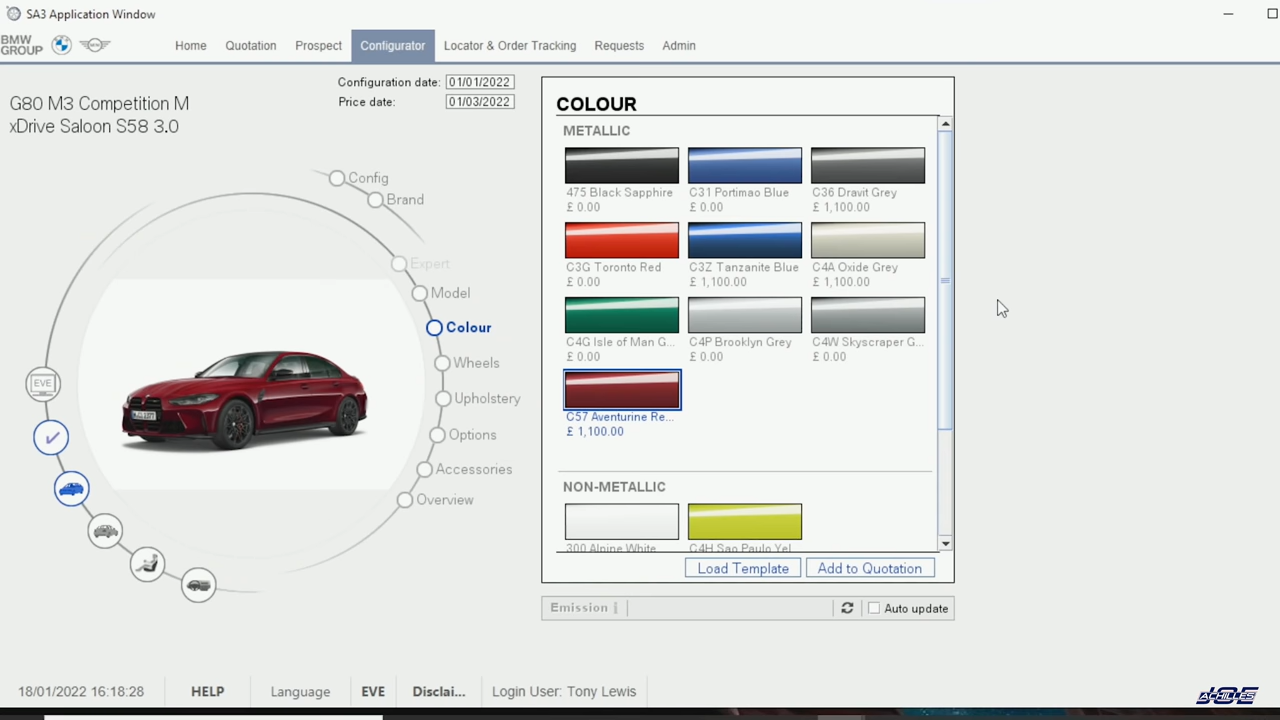 SA3 Application Window
BMW GROUP
Home
Quotation
Prospect
Configurator
Locator & Order Tracking
Requests
Admin
Configuration date: 01/01/2022
Price date: 01/03/2022
G80 M3 Competition M
xDrive Saloon S58 3.0
Config
Brand
Expert
Model
Colour
Wheels
Upholstery
Options
Accessories
Overview
EVE
COLOUR
METALLIC
475 Black Sapphire
£ 0.00
C31 Portimao Blue
£ 0.00
C36 Dravit Grey
£ 1,100.00
C3G Toronto Red
£ 0.00
C3Z Tanzanite Blue
£ 1,100.00
C4A Oxide Grey
£ 1,100.00
C4G Isle of Man G...
£ 0.00
C4P Brooklyn Grey
£ 0.00
C4W Skyscraper G...
£ 0.00
C57 Aventurine Re...
£ 1,100.00
NON-METALLIC
300 Alpine White
C4H Sao Paulo Yel
Load Template
Add to Quotation
Emission
Auto update
18/01/2022 16:18:28
HELP
Language
EVE
Disclai...
Login User: Tony Lewis
JOE
ACHILLES